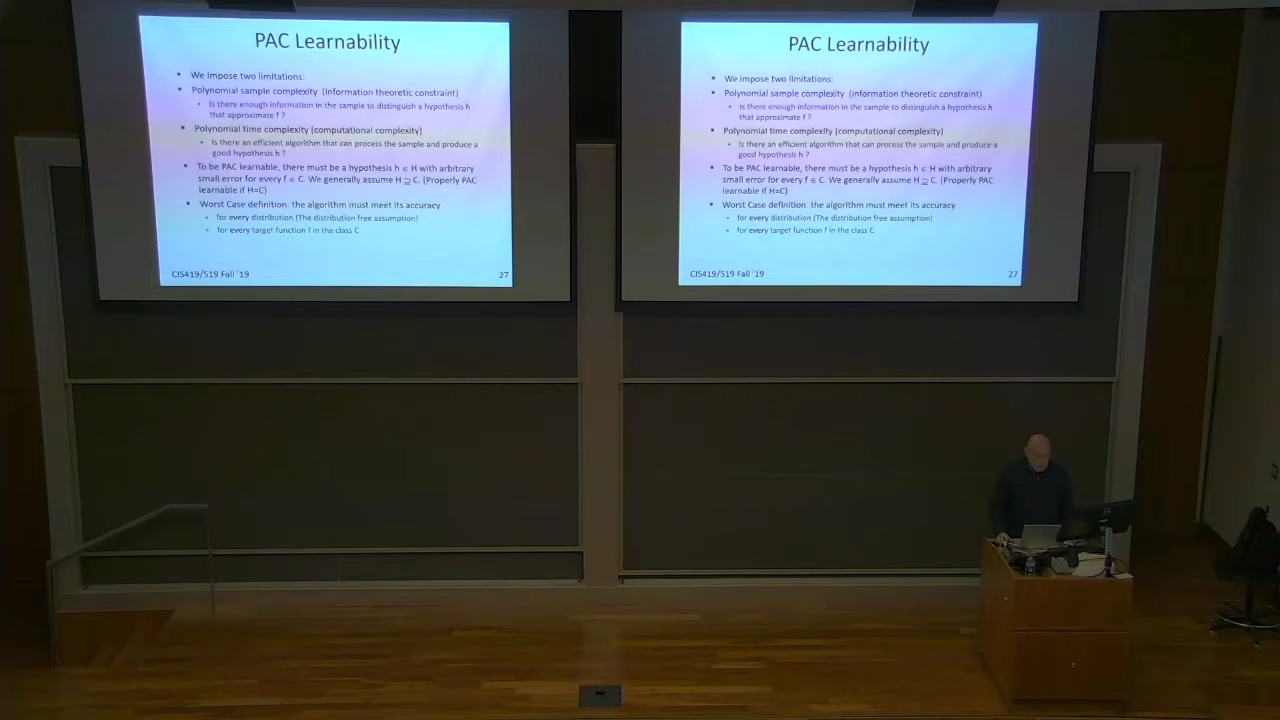 PAC Learnability
We impose two limitations:
Polynomial sample complexity (information theoretic constraint)
Is there enough information in the sample to distinguish a hypothesis h
that approximate f ?
Polynomial time complexity (computational complexity)
Is there an efficient algorithm that can process the sample and produce a
good hypothesis h ?
To be PAC learnable, there must be a hypothesis h ∈ H with arbitrary
small error for every f ∈ C. We generally assume H ⊇ C. (Properly PAC
learnable if H=C)
Worst Case definition: the algorithm must meet its accuracy
for every distribution (The distribution free assumption)
for every target function f in the class C
CIS419/519 Fall '19
27
PAC Learnability
We impose two limitations:
Polynomial sample complexity (information theoretic constraint)
Is there enough information in the sample to distinguish a hypothesis h
that approximate f ?
Polynomial time complexity (computational complexity)
Is there an efficient algorithm that can process the sample and produce a
good hypothesis h ?
To be PAC learnable, there must be a hypothesis h ∈ H with arbitrary
small error for every f ∈ C. We generally assume H ⊇ C. (Properly PAC
learnable if H=C)
Worst Case definition: the algorithm must meet its accuracy
for every distribution (The distribution free assumption)
for every target function f in the class C
CIS419/519 Fall '19
27